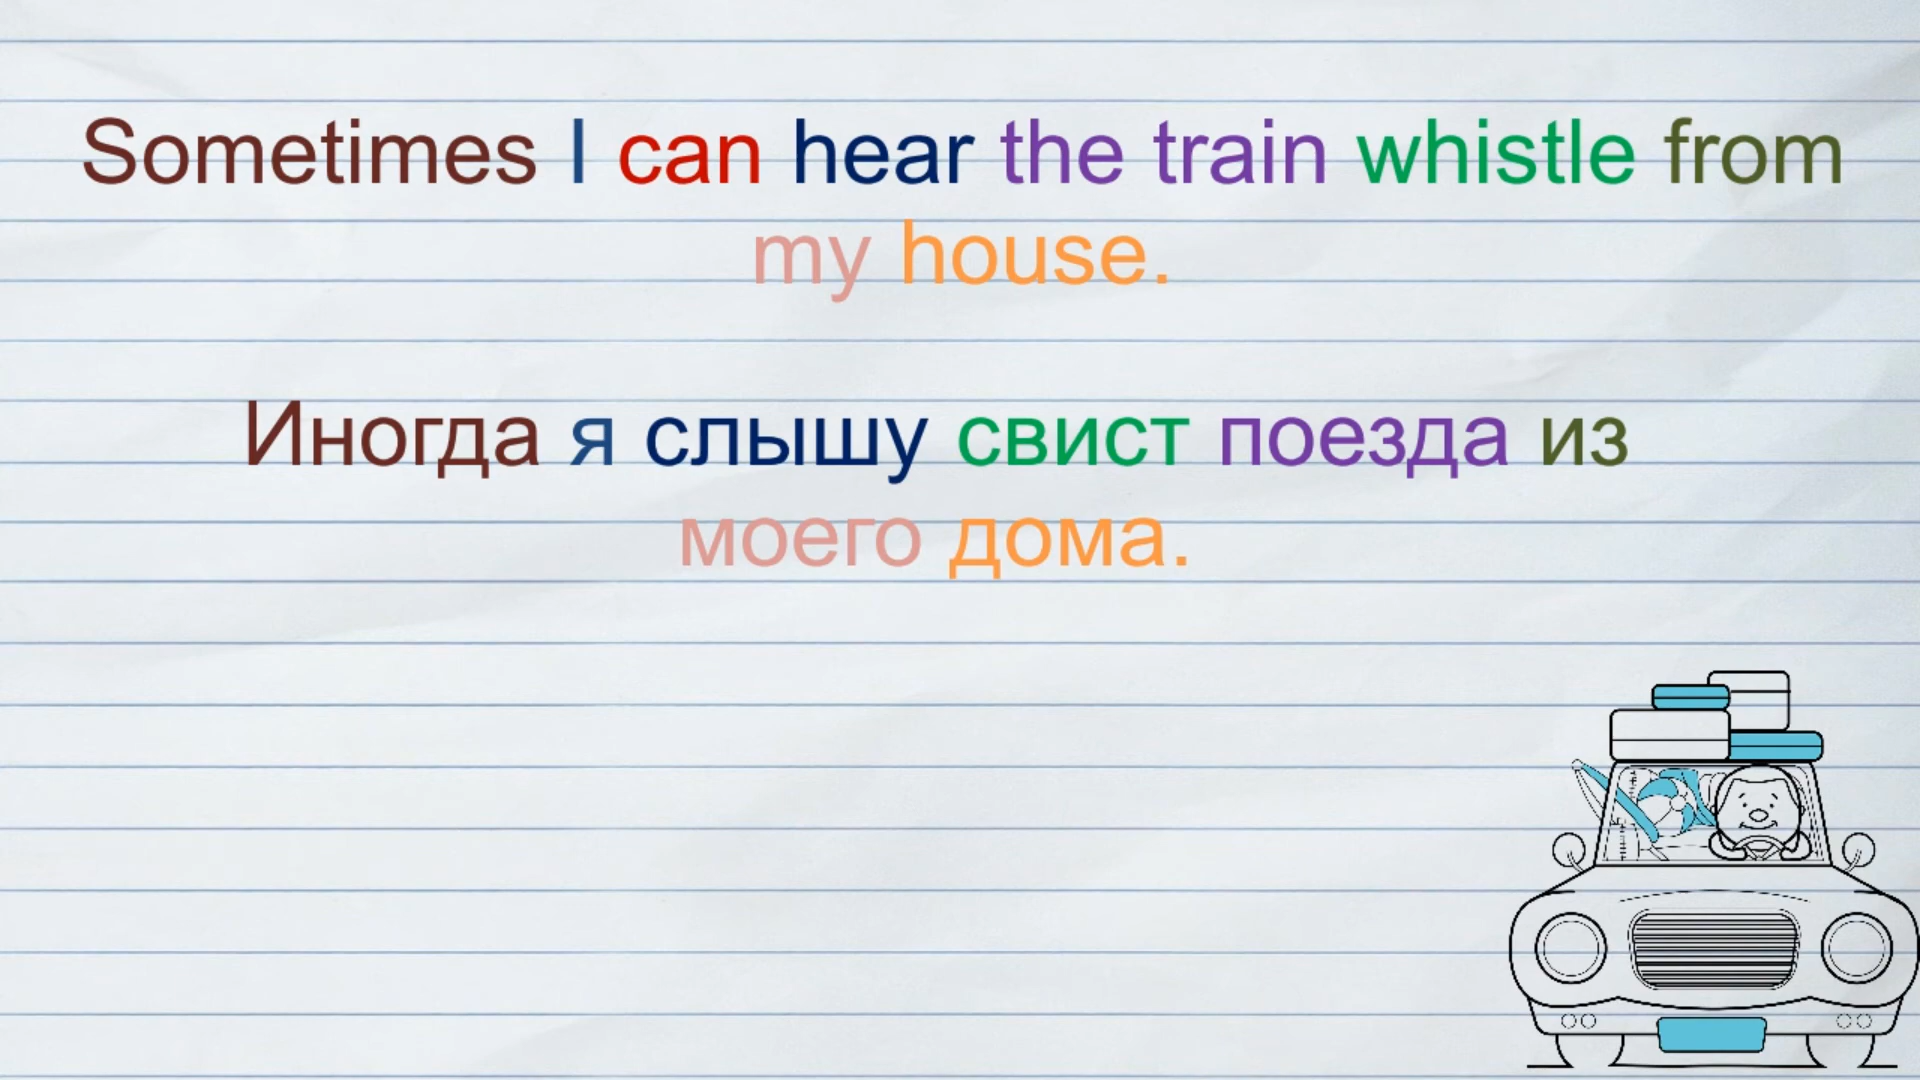 Sometimes I can hear the train whistle from
my house.
Иногда я слышу свист поезда из
моего дома.